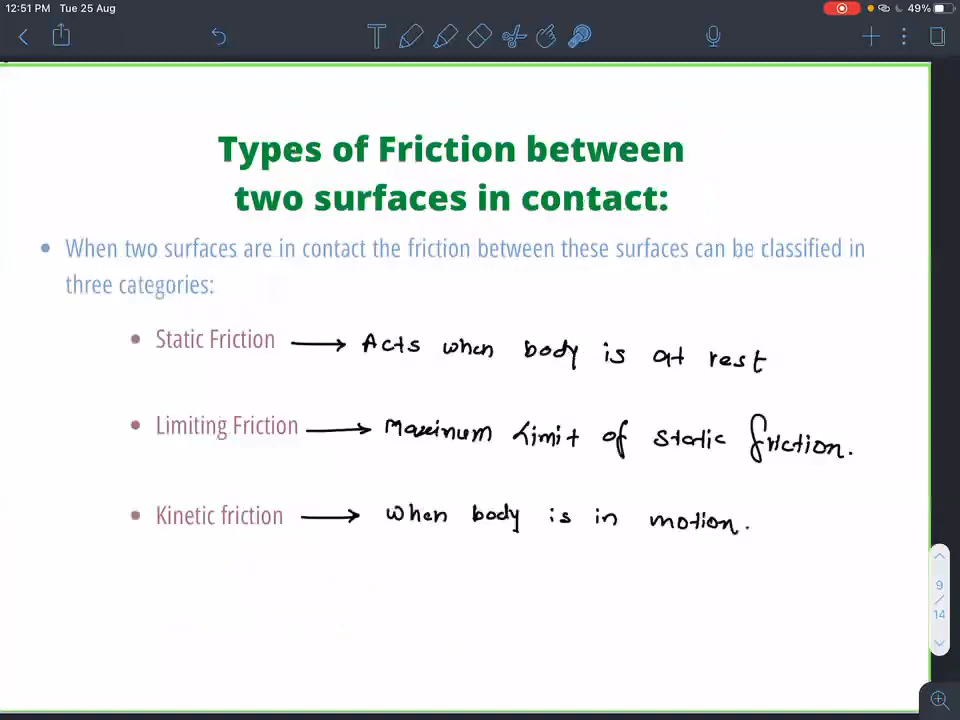 12:51 PM Tue 25 Aug
49%
Types of Friction between
two surfaces in contact:
• When two surfaces are in contact the friction between these surfaces can be classified in
three categories:
• Static Friction → Acts when body is at rest
• Limiting Friction → Maximum Limit of static friction.
• Kinetic friction → when body is in motion.
9
/
14